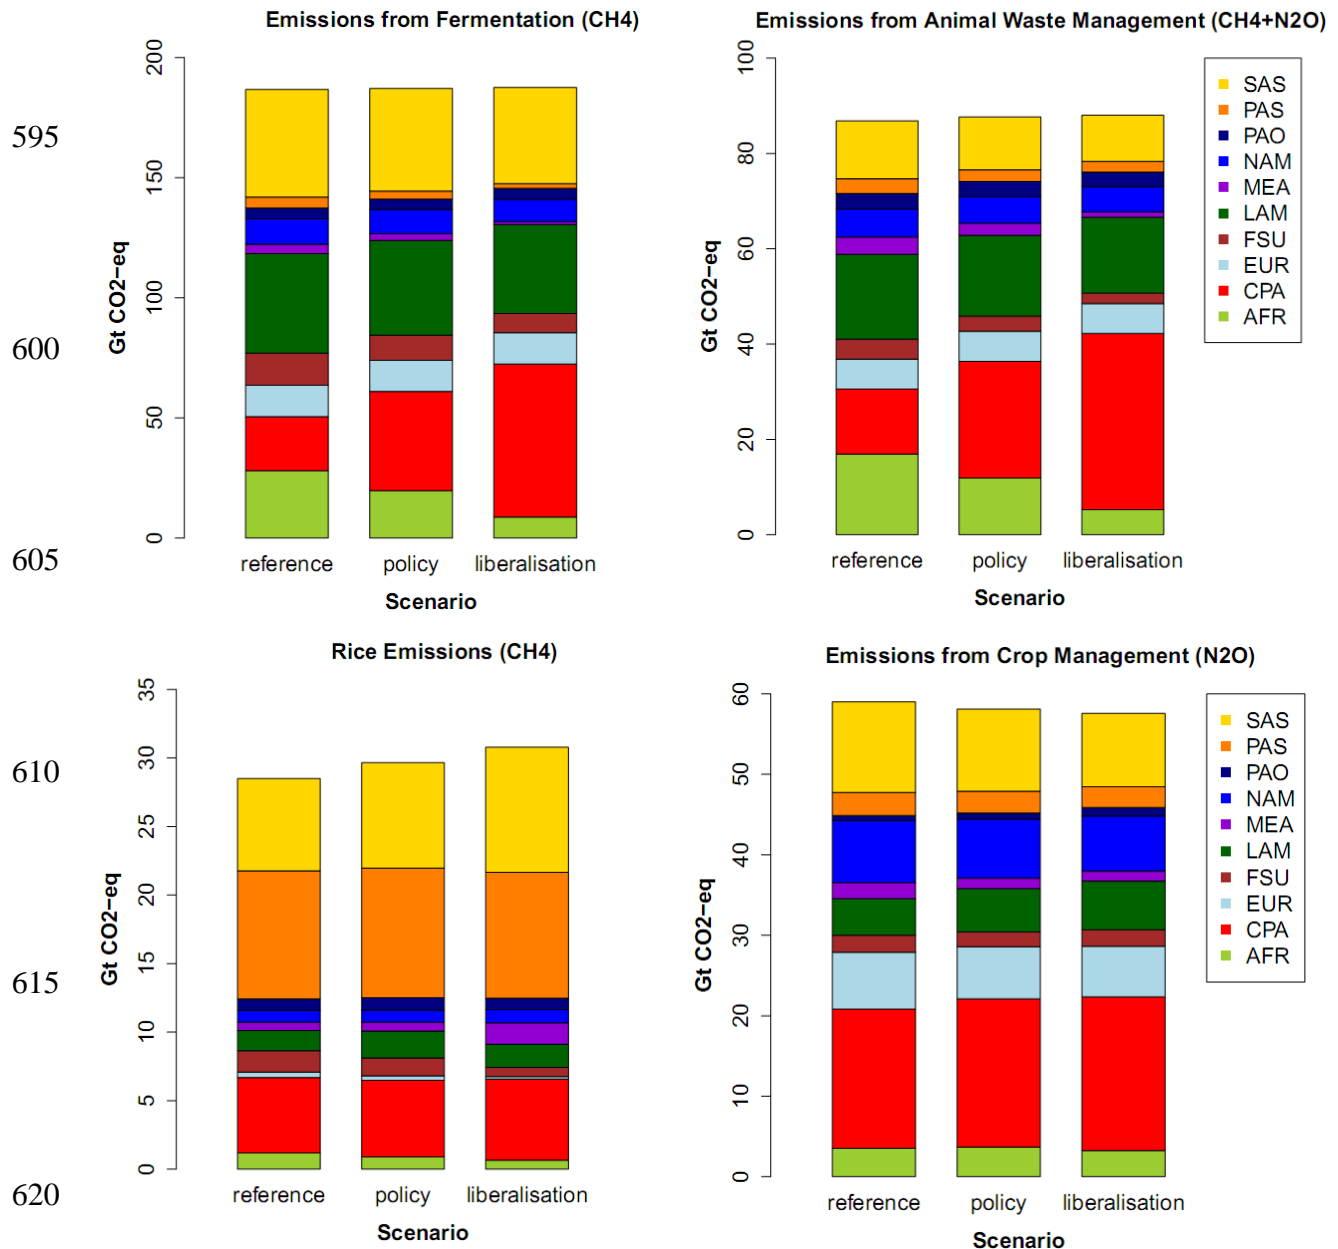 Emissions from Fermentation (CH4)
Gt CO2−eq
200
150
100
50
0
reference policy liberalisation
Scenario
Emissions from Animal Waste Management (CH4+N2O)
Gt CO2−eq
100
80
60
40
20
0
reference policy liberalisation
Scenario
SAS
PAS
PAO
NAM
MEA
LAM
FSU
EUR
CPA
AFR
595
600
605
Rice Emissions (CH4)
Gt CO2−eq
35
30
25
20
15
10
5
0
reference policy liberalisation
Scenario
Emissions from Crop Management (N2O)
Gt CO2−eq
60
50
40
30
20
10
0
reference policy liberalisation
Scenario
SAS
PAS
PAO
NAM
MEA
LAM
FSU
EUR
CPA
AFR
610
615
620